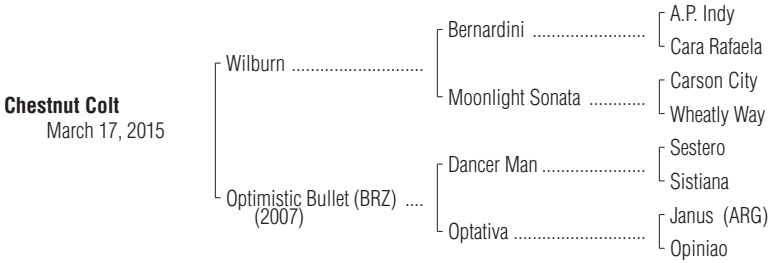 A.P. Indy
Bernardini ........................
Cara Rafaela
Wilburn ............................
Carson City
Chestnut Colt
Moonlight Sonata ............
Wheatly Way
March 17, 2015
Sestero
Dancer Man ......................
Sistiana
Optimistic Bullet (BRZ) ....
(2007)
Janus (ARG)
Optativa ............................
Opiniao